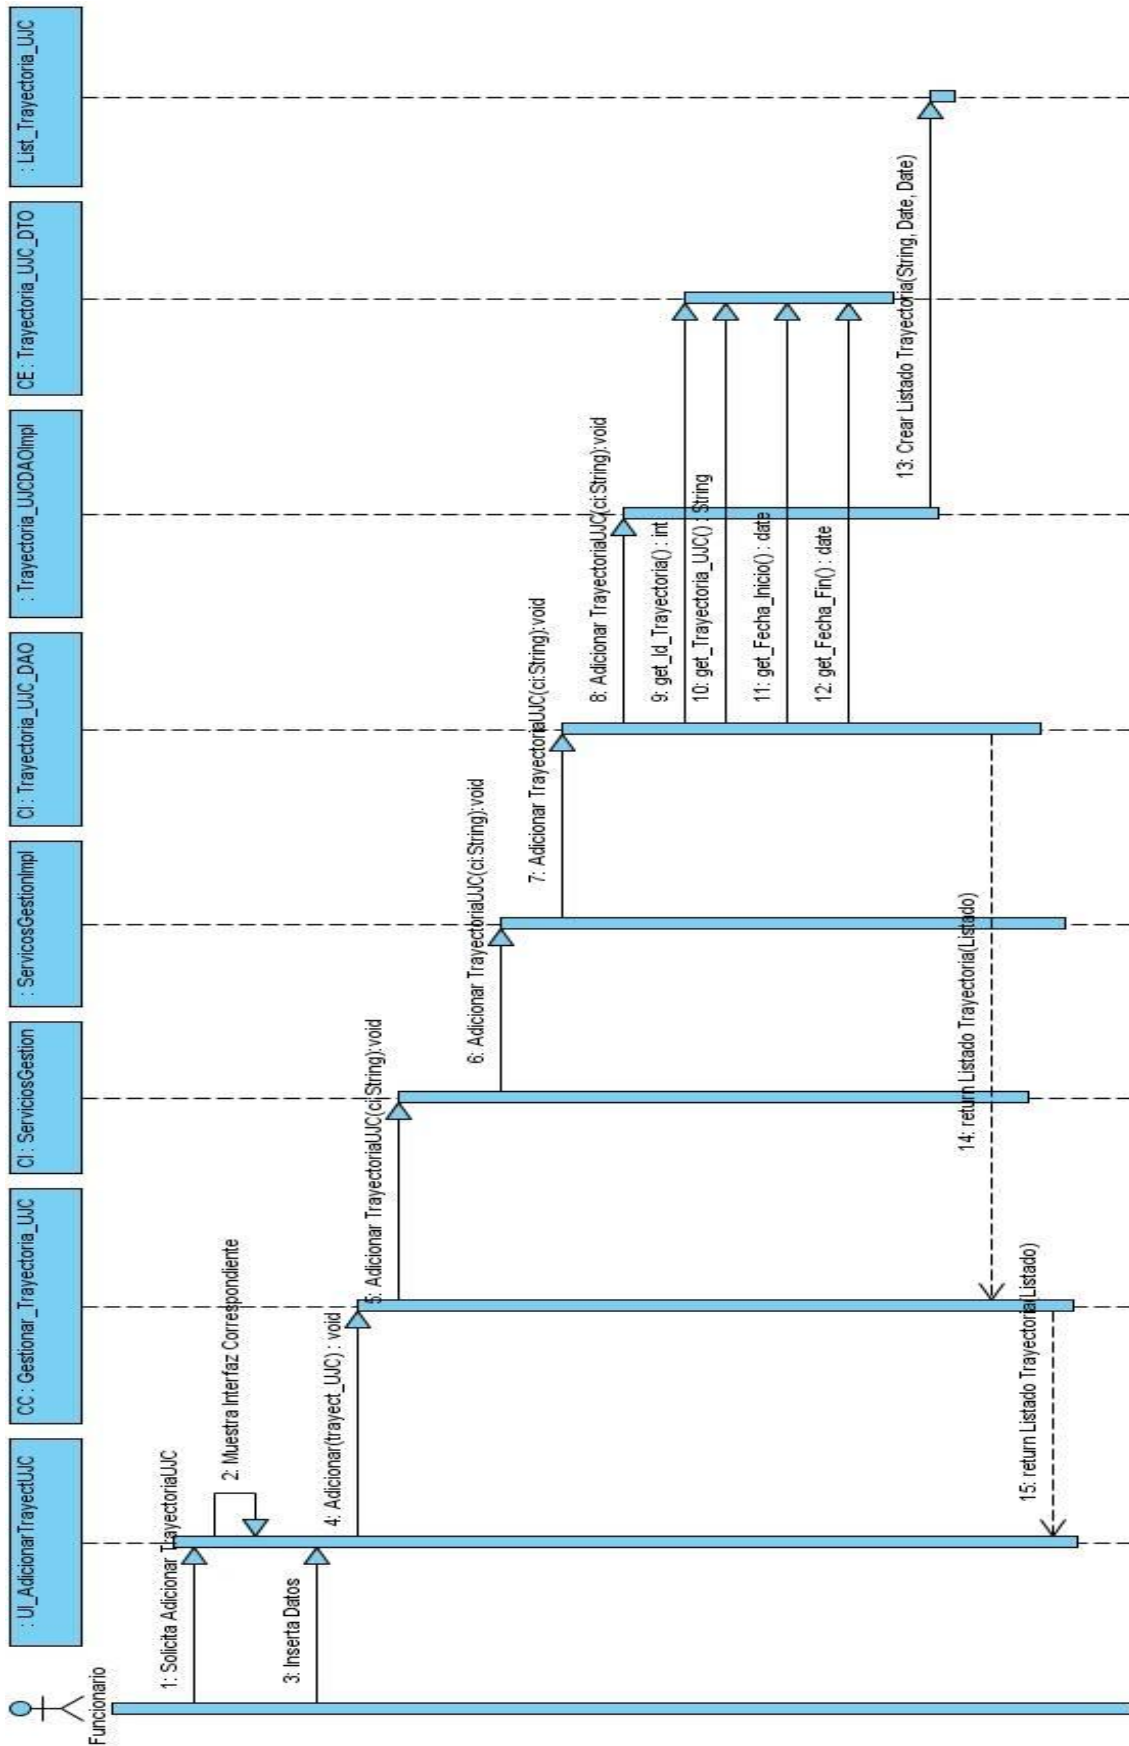 Funcionario
: UI_AdicionarTrayectUJC
CC : Gestionar_Trayectoria_UJC
CI : ServiciosGestion
: ServicosGestionImpl
CI : Trayectoria_UJC_DAO
: Trayectoria_UJCDAOImpl
CE : Trayectoria_UJC_DTO
: List_Trayectoria_UJC
1: Solicita Adicionar TrayectoriaUJC
2: Muestra Interfaz Correspondiente
3: Inserta Datos
4: Adicionar(trayect_UJC) : void
5: Adicionar TrayectoriaUJC(ci:String):void
6: Adicionar TrayectoriaUJC(ci:String):void
7: Adicionar TrayectoriaUJC(ci:String):void
8: Adicionar TrayectoriaUJC(ci:String):void
9: get_Id_Trayectoria() : int
10: get_Trayectoria_UJC() : String
11: get_Fecha_Inicio() : date
12: get_Fecha_Fin() : date
13: Crear Listado Trayectoria(String, Date, Date)
14: return Listado Trayectoria(Listado)
15: return Listado Trayectoria(Listado)